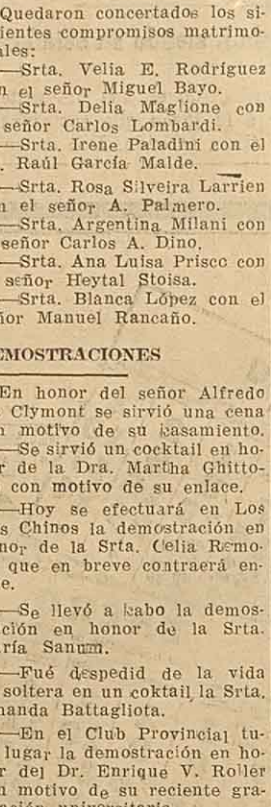 Quedaron concertados los si-
ientes compromisos matrimo-
ales:
—Srta. Velia E. Rodríguez
n el señor Miguel Bayo.
—Srta. Delia Maglione con
señor Carlos Lombardi.
—Srta. Irene Paladini con el
. Raúl García Malde.
—Srta. Rosa Silveira Larrien
n el señor A. Palmero.
—Srta. Argentina Milani con
señor Carlos A. Dino.
—Srta. Ana Luisa Prisco con
señor Heytal Stoisa.
—Srta. Blanca López con el
ñor Manuel Rancaño.
EMOSTRACIONES
En honor del señor Alfredo
Clymont se sirvió una cena
n motivo de su casamiento.
—Se sirvió un cocktail en ho-
r de la Dra. Martha Ghitto-
con motivo de su enlace.
—Hoy se efectuará en Los
s Chinos la demostración en
nor de la Srta. Celia Remo-
que en breve contraerá en-
e.
—Se llevó a kabo la demos-
ción en honor de la Srta.
ría Sanum.
—Fué despedid de la vida
soltera en un coktail la Srta.
nanda Battagliota.
—En el Club Provincial tu-
lugar la demostración en ho-
r del Dr. Enrique V. Roller
n motivo de su reciente gra-